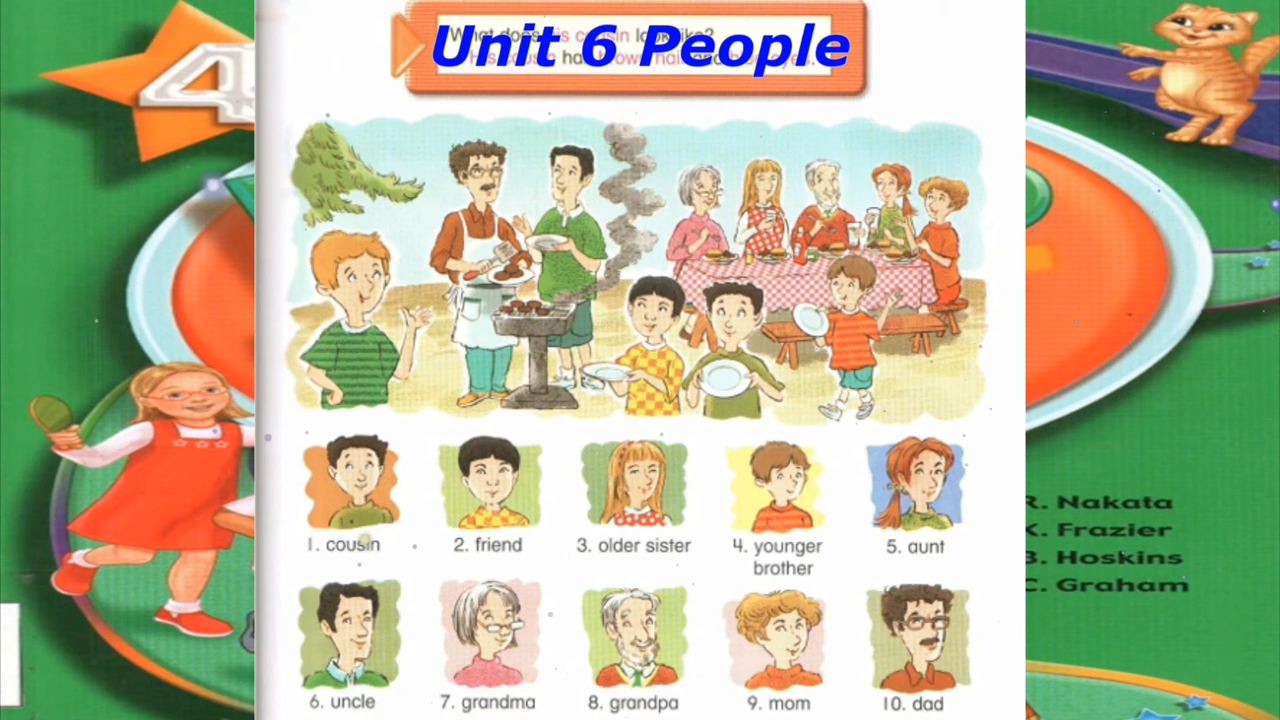 Unit 6 People
4
1. cousin
2. friend
3. older sister
4. younger
brother
5. aunt
6. uncle
7. grandma
8. grandpa
9. mom
10. dad
R. Nakata
K. Frazier
B. Hoskins
C. Graham